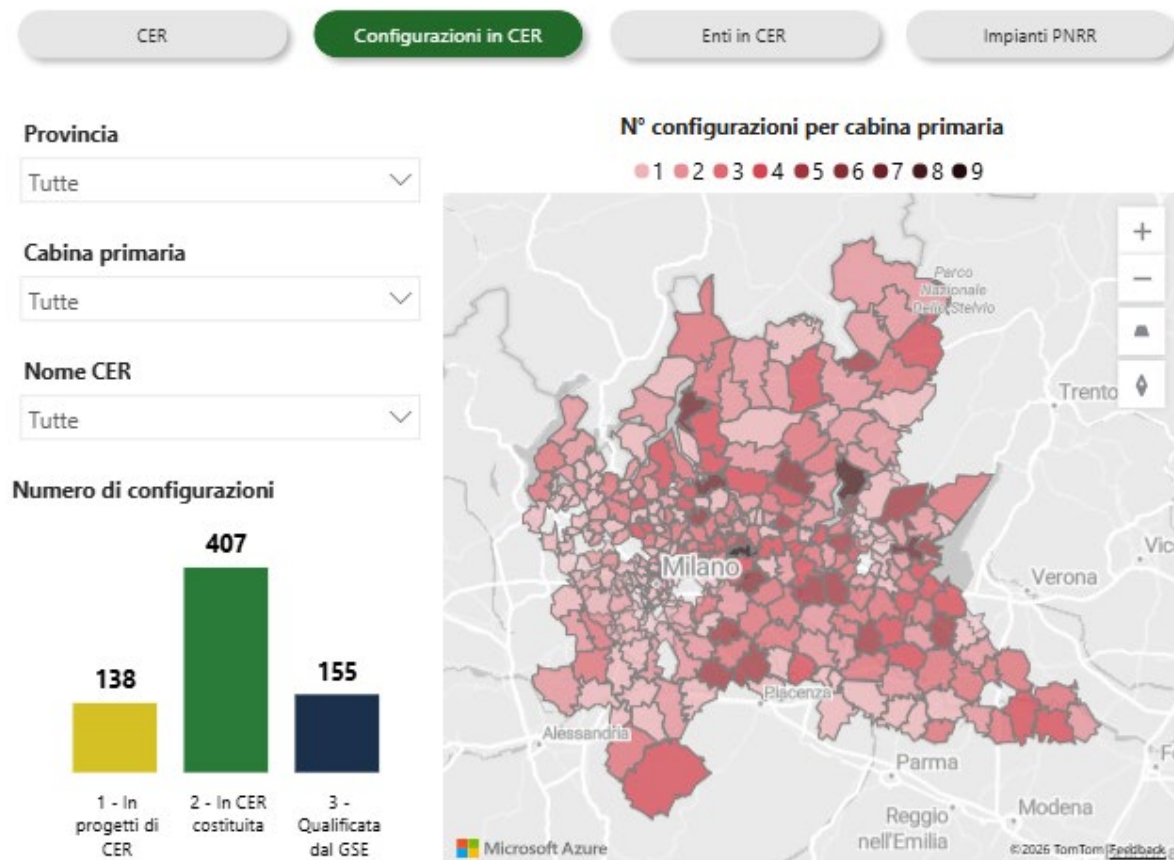 CER
Configurazioni in CER
Enti in CER
Impianti PNRR
Provincia
Tutte
Cabina primaria
Tutte
Nome CER
Tutte
Numero di configurazioni
138
407
155
1 - In
progetti di
CER
2 - In CER
costituita
3 -
Qualificata
dal GSE
N° configurazioni per cabina primaria
1 2 3 4 5 6 7 8 9
Parco
Nazionale
Dello Stelvio
Trento
Milano
Vic
Verona
Piacenza
Alessandria
Parma
Reggio
nell'Emilia
Modena
Microsoft Azure
©2026 TomTom Feedback